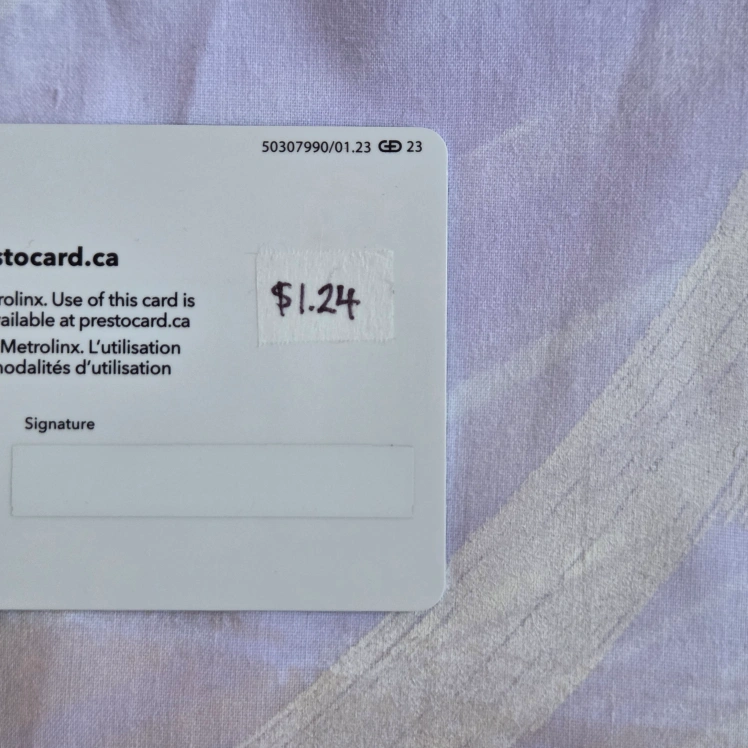 50307990/01.23 GD 23
stocard.ca
rolinx. Use of this card is
ailable at prestocard.ca
Metrolinx. L’utilisation
nodalités d’utilisation
$1.24
Signature